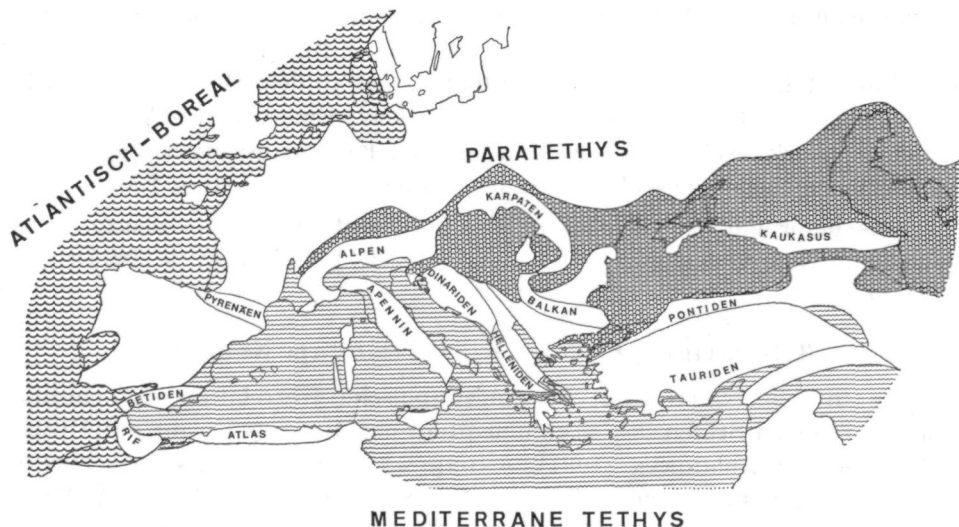 ATLANTISCH-BOREAL
PARATETHYS
KARPATEN
ALPEN
KAUKASUS
DINARIDEN
APENNIN
PYRENÄEN
BALKAN
PONTIDEN
HELLENIDEN
TAURIDEN
BETIDEN
RIF
ATLAS
MEDITERRANE TETHYS